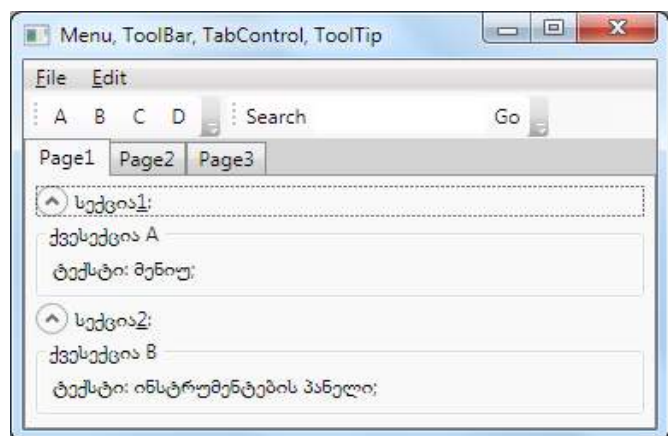 Menu, ToolBar, TabControl, ToolTip
File Edit
A B C D Search Go
Page1 Page2 Page3
სექცია1:
ქვესექცია A
ტექსტი: მენიუ;
სექცია2:
ქვესექცია B
ტექსტი: ინსტრუმენტების პანელი;